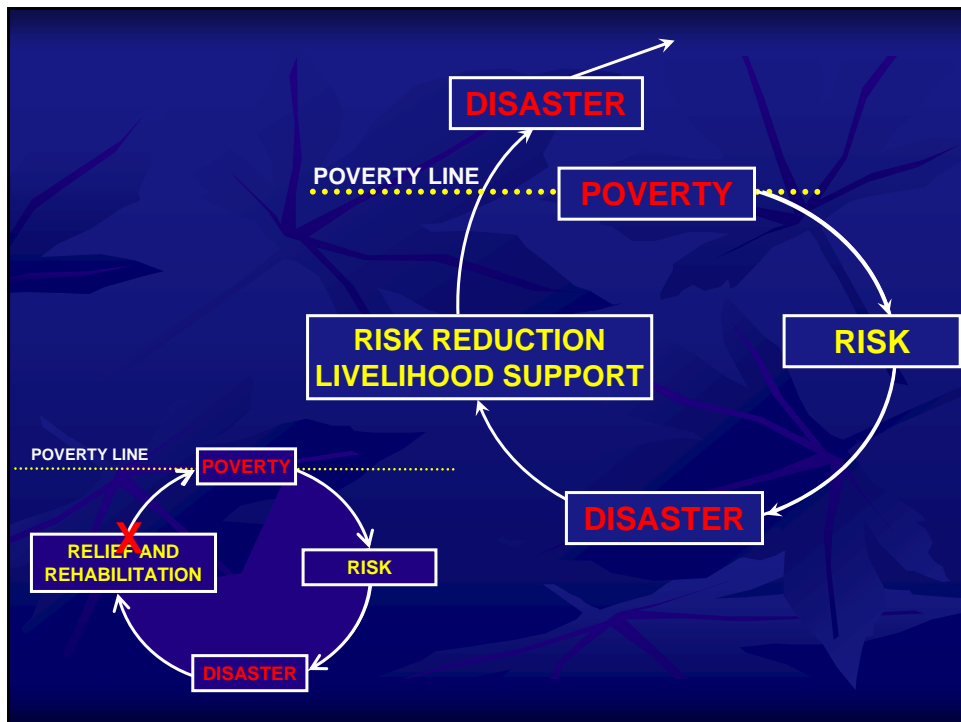 DISASTER
POVERTY LINE
POVERTY
RISK REDUCTION
LIVELIHOOD SUPPORT
RISK
DISASTER
POVERTY LINE
POVERTY
X
RELIEF AND
REHABILITATION
RISK
DISASTER